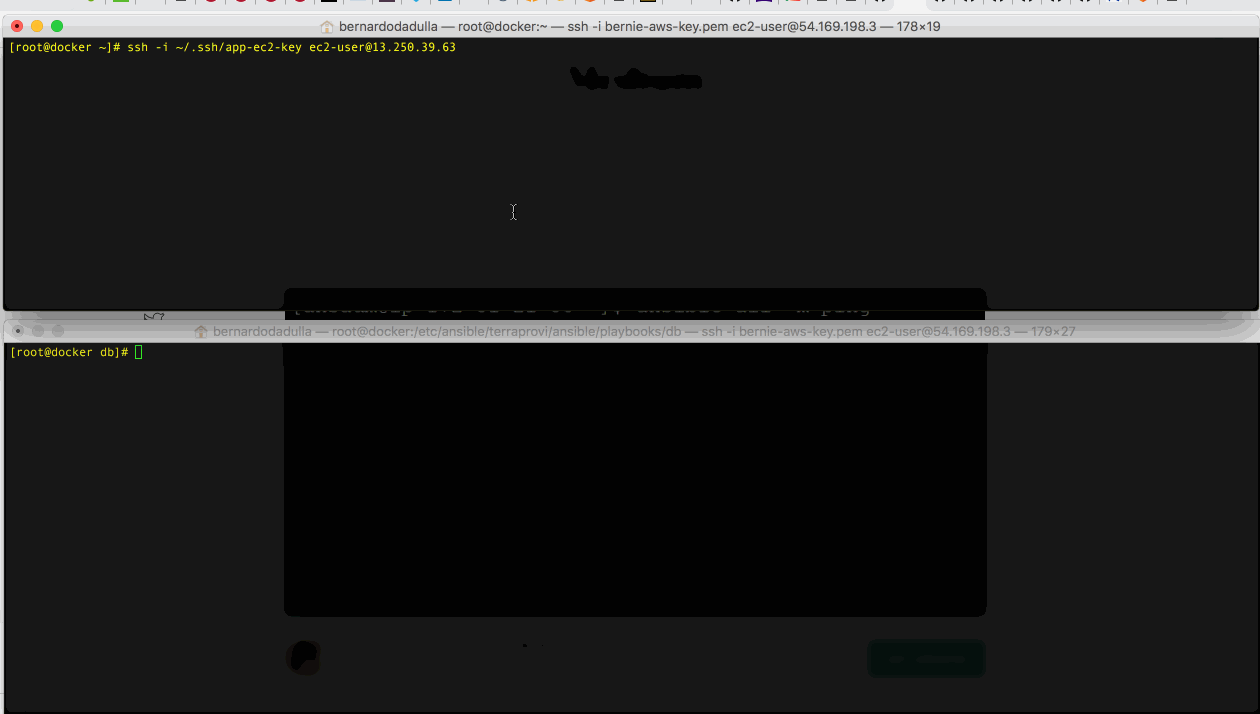 bernardodadulla — root@docker:~ — ssh -i bernie-aws-key.pem ec2-user@54.169.198.3 — 178×19
[root@docker ~]# ssh -i ~/.ssh/app-ec2-key ec2-user@13.250.39.63
bernardodadulla — root@docker:/etc/ansible/terraprovi/ansible/playbooks/db — ssh -i bernie-aws-key.pem ec2-user@54.169.198.3 — 179×27
[root@docker db]#